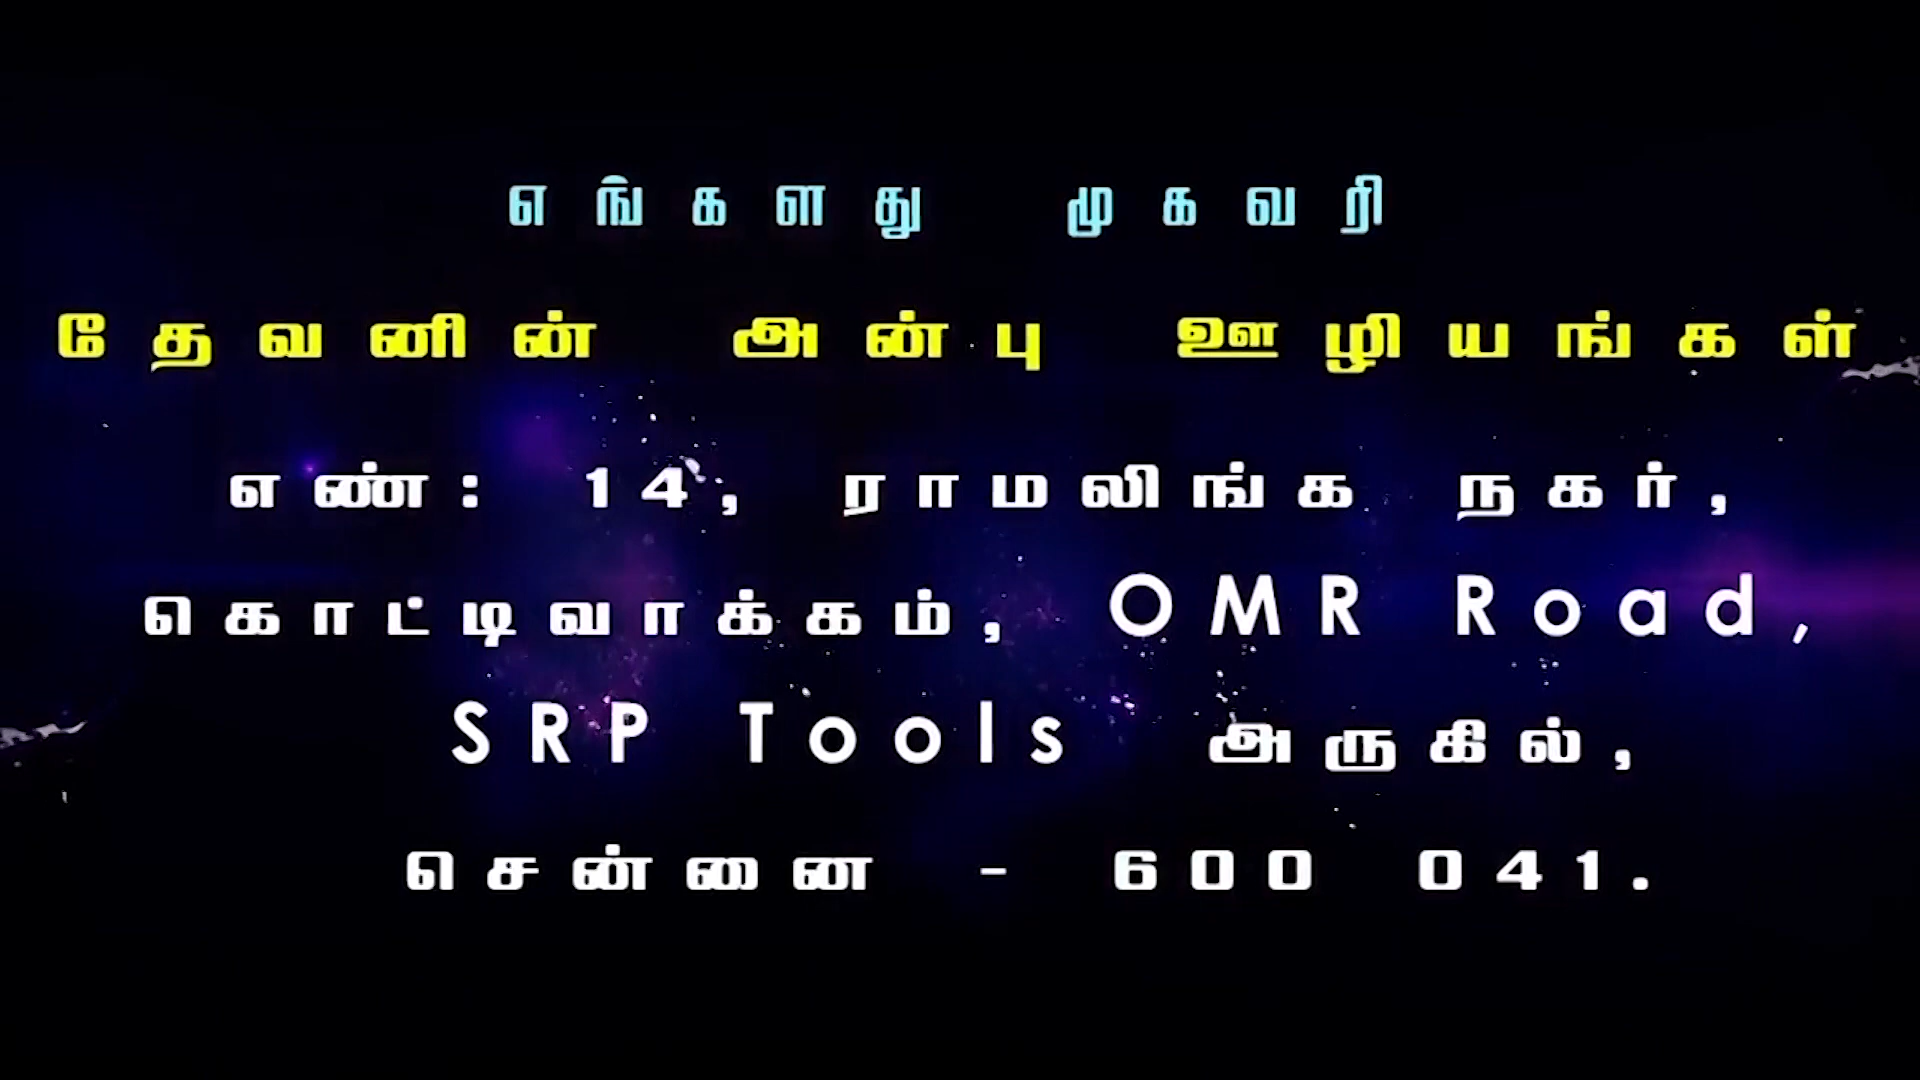 எங்களது முகவரி
தேவனின் அன்பு ஊழியங்கள்
எண்: 14, ராமலிங்க நகர்,
கொட்டிவாக்கம், OMR Road,
SRP Tools அருகில்,
சென்னை - 600 041.